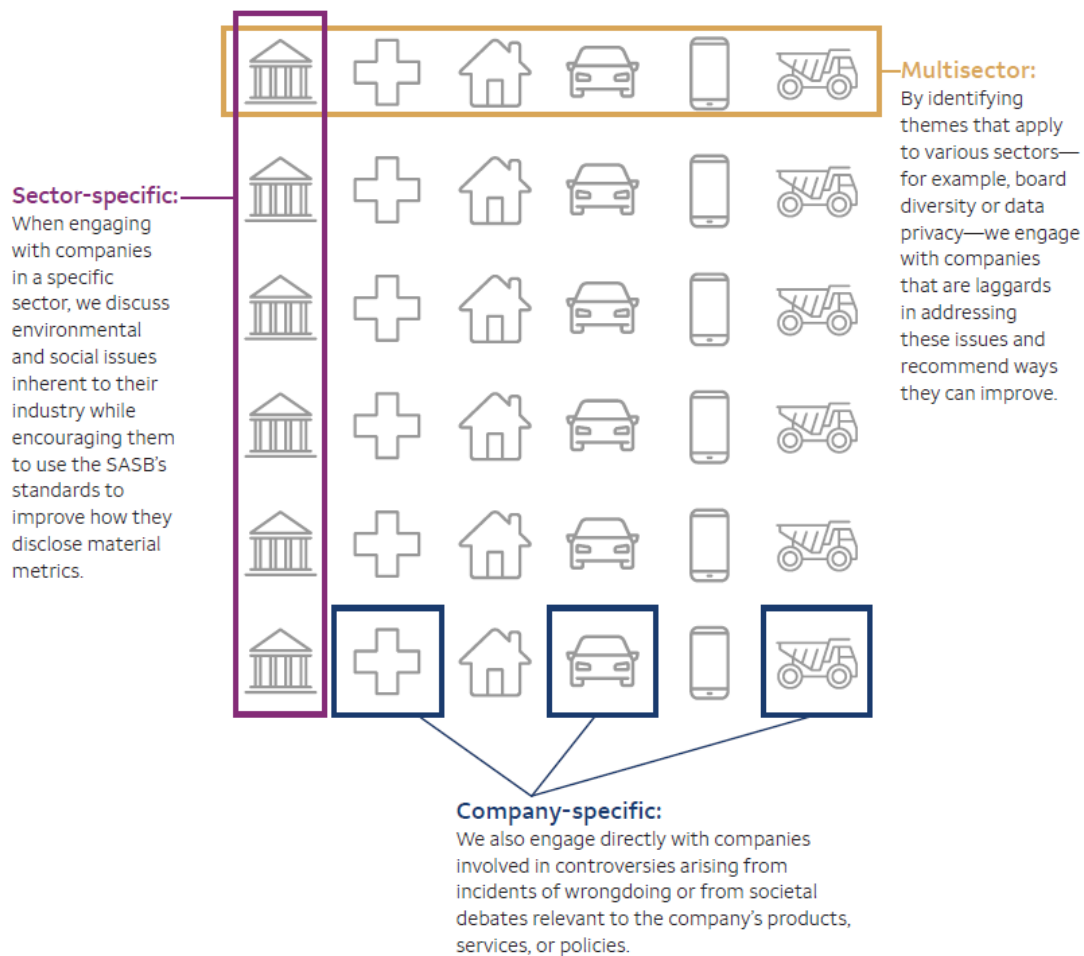 Multisector:
By identifying
themes that apply
to various sectors—
for example, board
diversity or data
privacy—we engage
with companies
that are laggards
in addressing
these issues and
recommend ways
they can improve.
Sector-specific:
When engaging
with companies
in a specific
sector, we discuss
environmental
and social issues
inherent to their
industry while
encouraging them
to use the SASB’s
standards to
improve how they
disclose material
metrics.
Company-specific:
We also engage directly with companies
involved in controversies arising from
incidents of wrongdoing or from societal
debates relevant to the company’s products,
services, or policies.